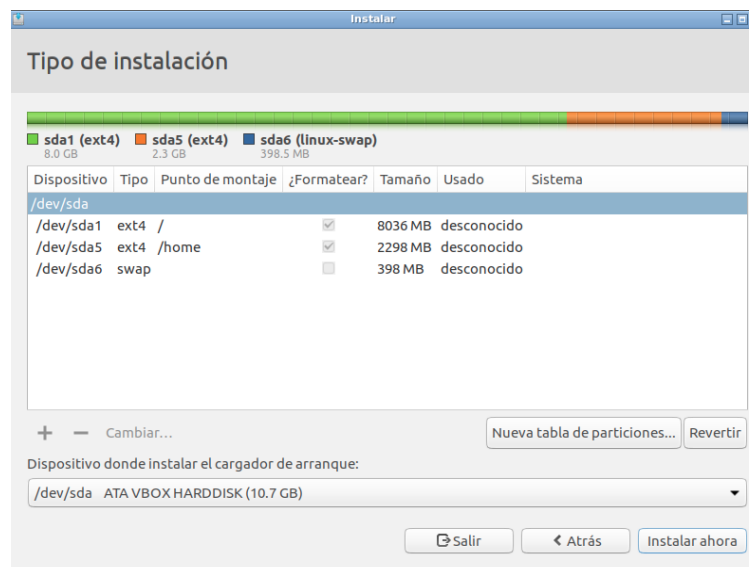 Instalar
Tipo de instalación
sda1 (ext4) sda5 (ext4) sda6 (linux-swap)
8.0 GB 2.3 GB 398.5 MB
Dispositivo Tipo Punto de montaje ¿Formatear? Tamaño Usado Sistema
/dev/sda
/dev/sda1 ext4 / 8036 MB desconocido
/dev/sda5 ext4 /home 2298 MB desconocido
/dev/sda6 swap 398 MB desconocido
+ — Cambiar... Nueva tabla de particiones... Revertir
Dispositivo donde instalar el cargador de arranque:
/dev/sda ATA VBOX HARDDISK (10.7 GB)
Salir Atrás Instalar ahora